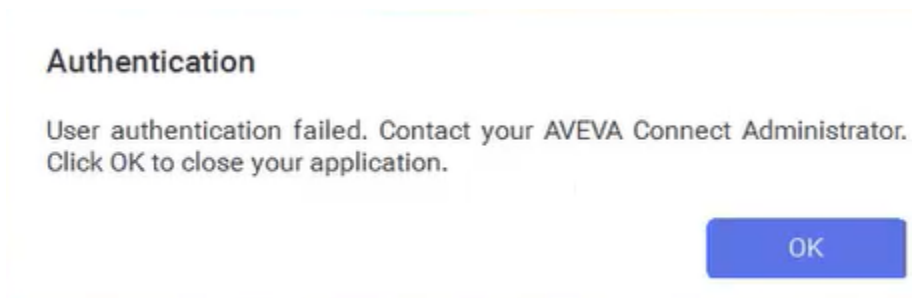 Authentication
User authentication failed. Contact your AVEVA Connect Administrator.
Click OK to close your application.
OK